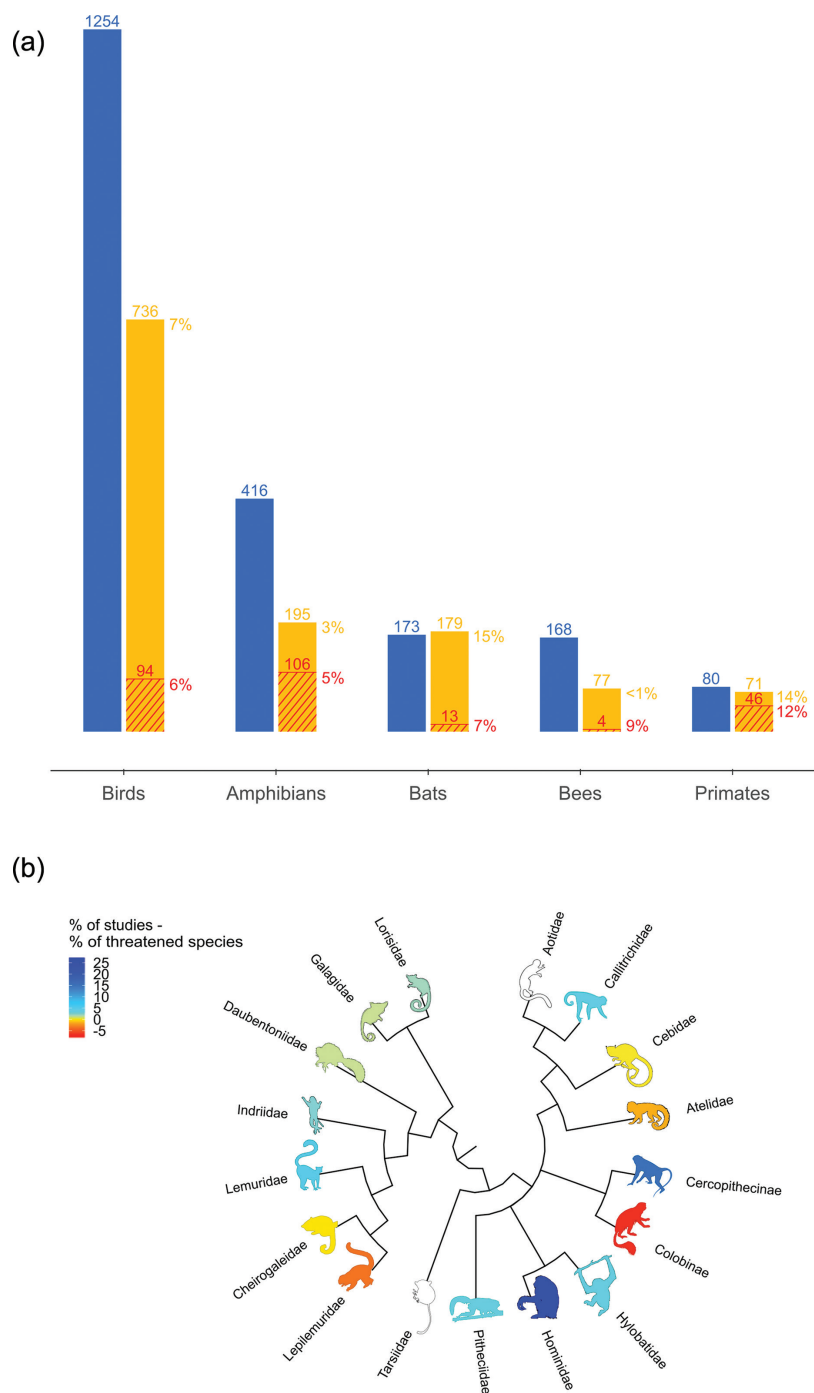 (a)
1254
736
7%
94
6%
416
195
3%
106
5%
173
179
15%
13
7%
168
77
<1%
4
9%
80
71
14%
46
12%
Birds
Amphibians
Bats
Bees
Primates
(b)
% of studies -
% of threatened species
25
20
15
10
5
0
-5
Lorisidae
Galagidae
Daubentoniidae
Indriidae
Lemuridae
Cheirogaleidae
Lepilemuridae
Tarsiidae
Pitheciidae
Hominidae
Hylobatidae
Colobinae
Cercopithecinae
Atelidae
Cebidae
Callitrichidae
Aotidae